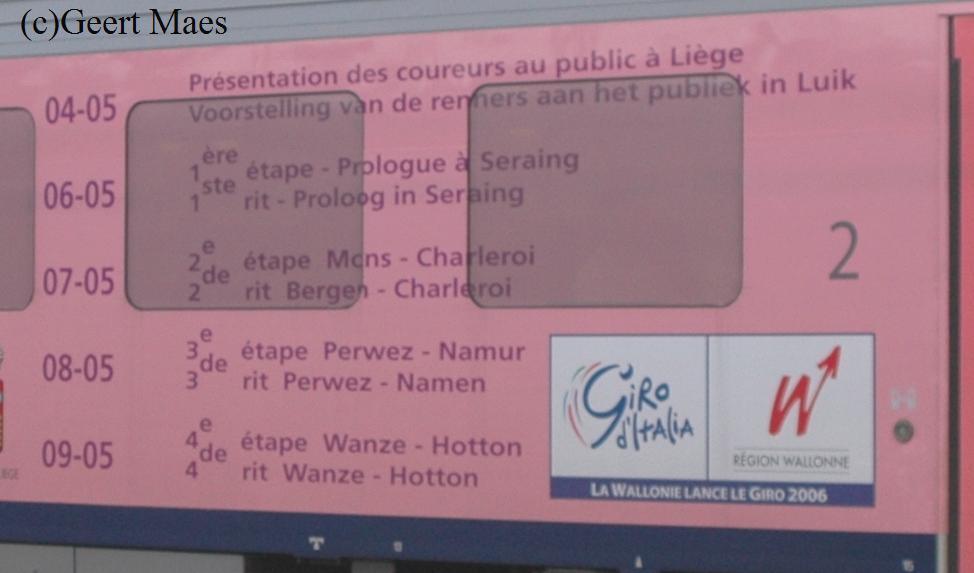 (c)Geert Maes
04-05
Présentation des coureurs au public à Liège
Voorstelling van de renners aan het publiek in Luik
06-05
1ère étape - Prologue à Seraing
1ste rit - Proloog in Seraing
07-05
2e étape Mons - Charleroi
2de rit Bergen - Charleroi
2
08-05
3e étape Perwez - Namur
3de rit Perwez - Namen
09-05
4e étape Wanze - Hotton
4de rit Wanze - Hotton
GiRo d'ItAliA
W
RÉGION WALLONNE
LA WALLONIE LANCE LE GIRO 2006